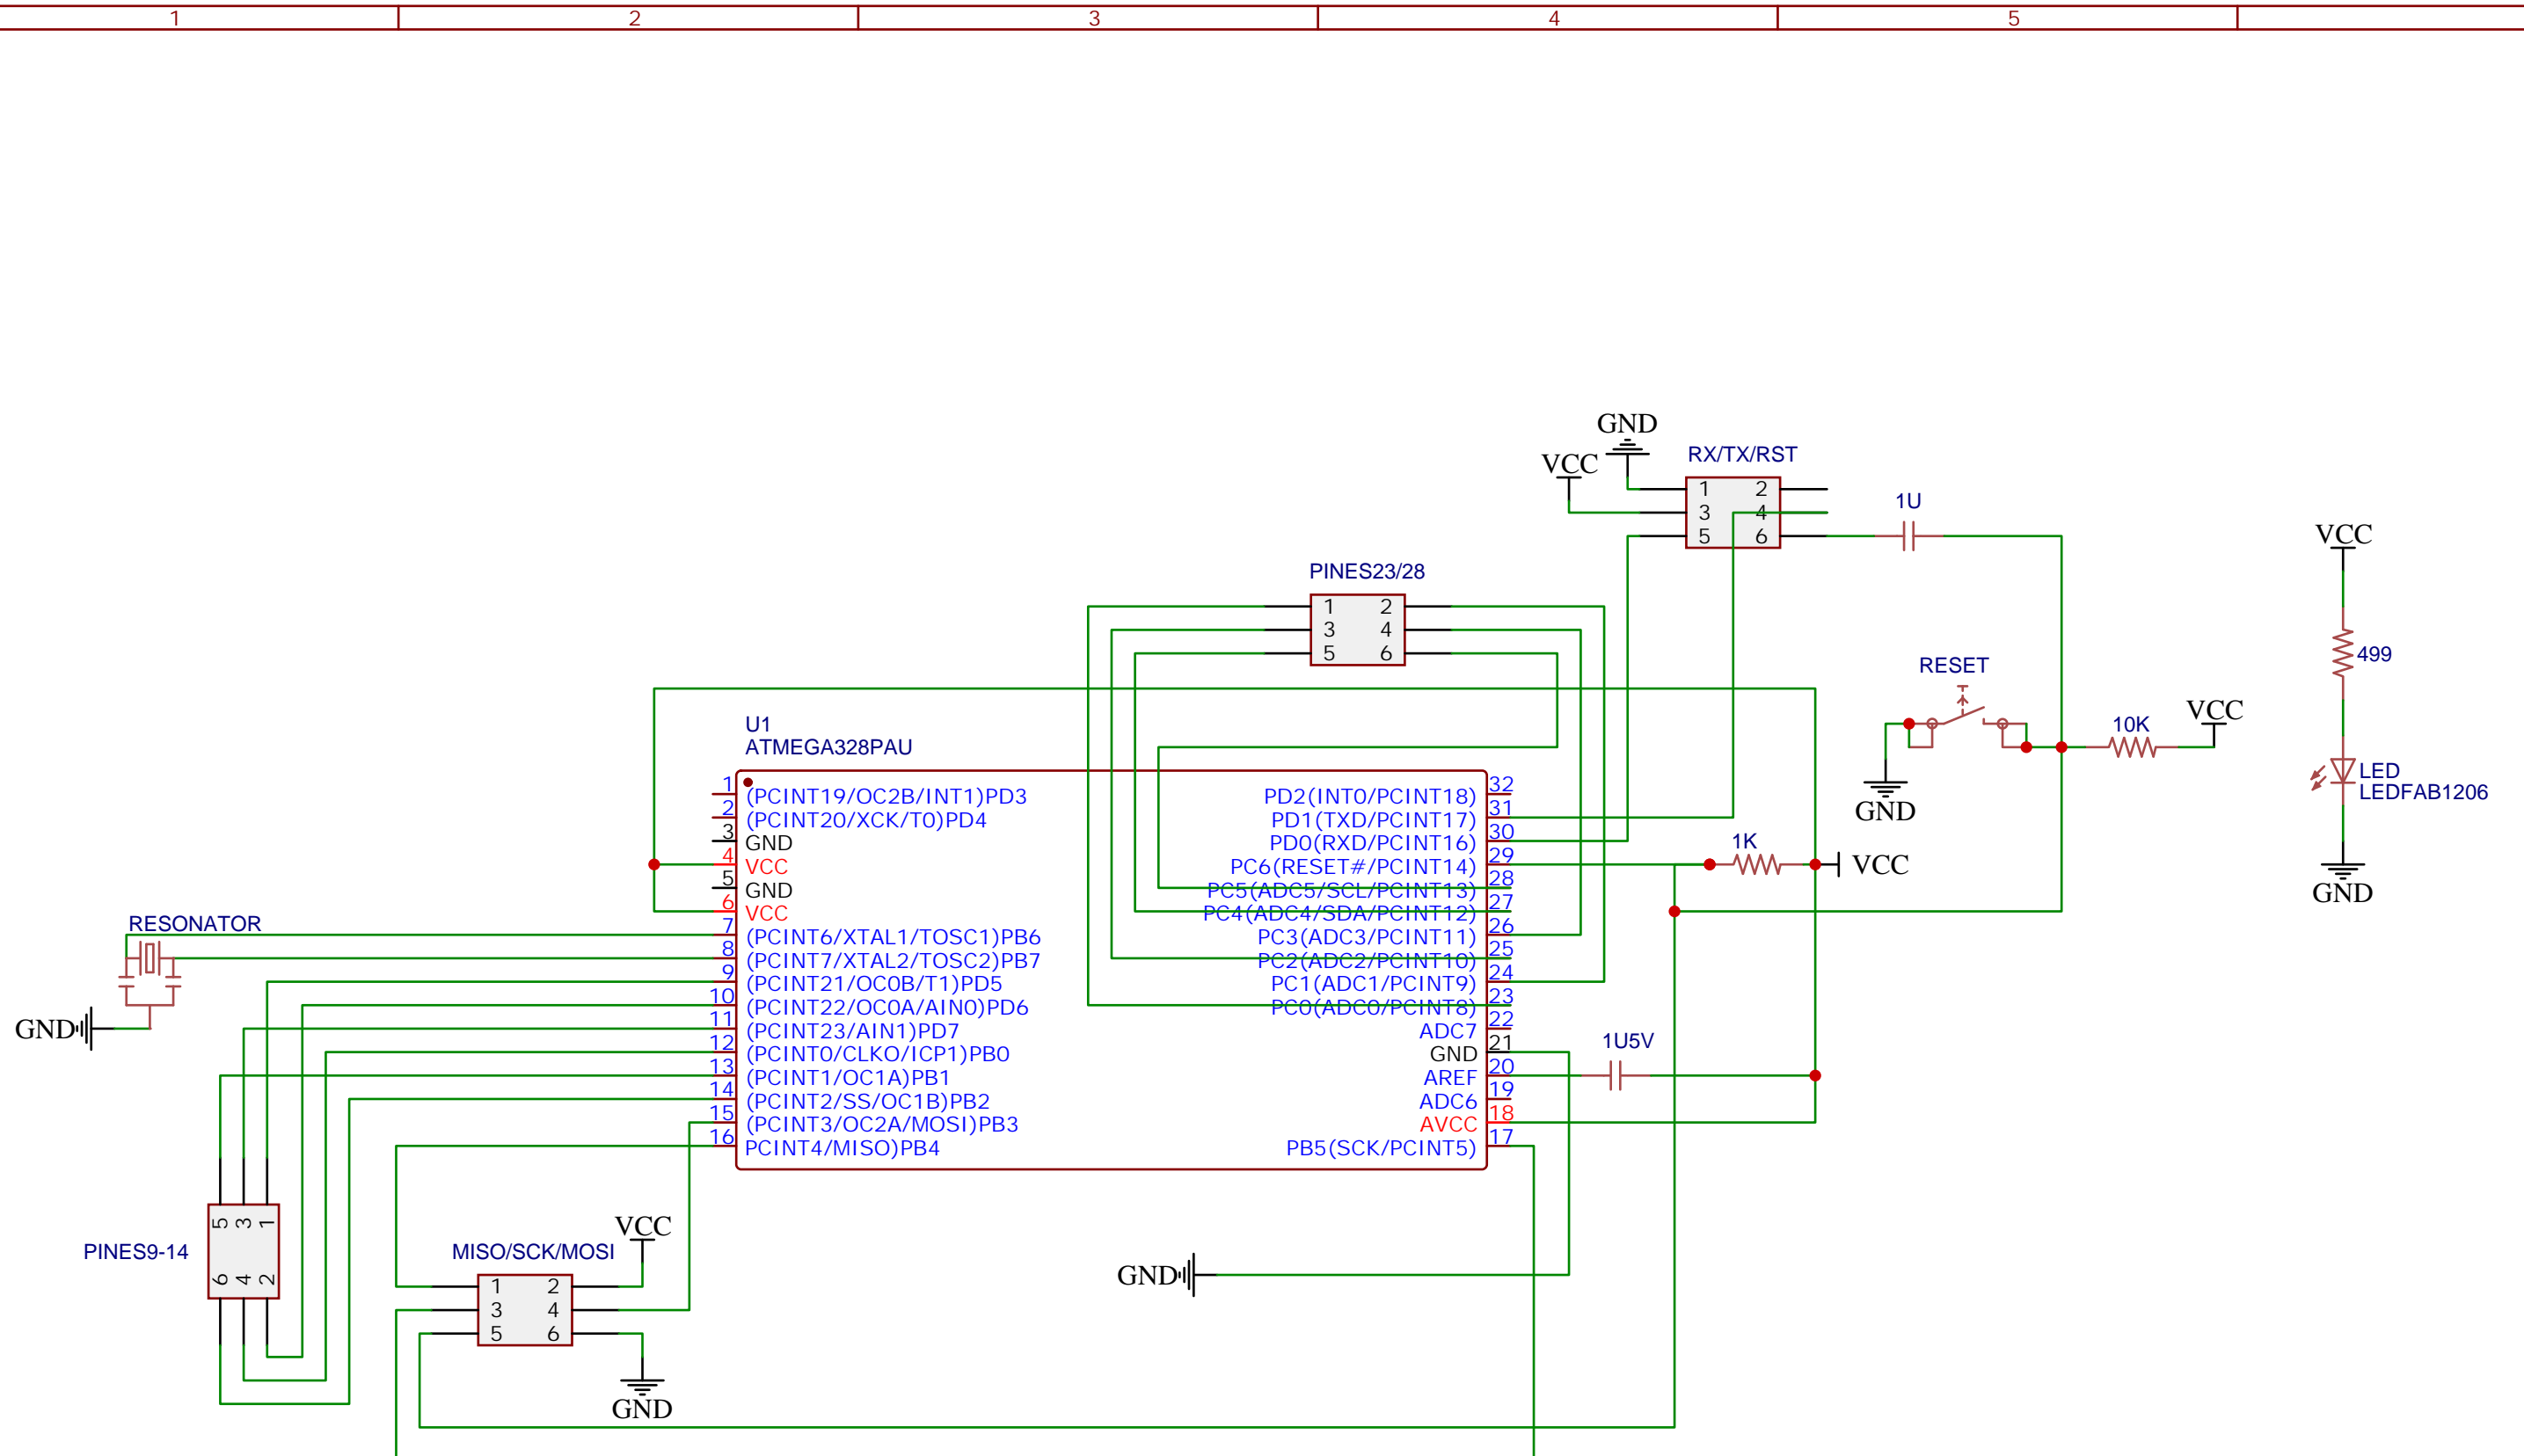 1 2 3 4 5
GND
VCC
RX/TX/RST
1 2
3 4
5 6
1U
VCC
499
LED
LEDFAB1206
GND
PINES23/28
1 2
3 4
5 6
RESET
10K
VCC
GND
1K
VCC
U1
ATMEGA328PAU
1 (PCINT19/OC2B/INT1)PD3
2 (PCINT20/XCK/T0)PD4
3 GND
4 VCC
5 GND
6 VCC
7 (PCINT6/XTAL1/TOSC1)PB6
8 (PCINT7/XTAL2/TOSC2)PB7
9 (PCINT21/OC0B/T1)PD5
10 (PCINT22/OC0A/AIN0)PD6
11 (PCINT23/AIN1)PD7
12 (PCINT0/CLKO/ICP1)PB0
13 (PCINT1/OC1A)PB1
14 (PCINT2/SS/OC1B)PB2
15 (PCINT3/OC2A/MOSI)PB3
16 PCINT4/MISO)PB4
PD2(INT0/PCINT18) 32
PD1(TXD/PCINT17) 31
PD0(RXD/PCINT16) 30
PC6(RESET#/PCINT14) 29
PC5(ADC5/SCL/PCINT13) 28
PC4(ADC4/SDA/PCINT12) 27
PC3(ADC3/PCINT11) 26
PC2(ADC2/PCINT10) 25
PC1(ADC1/PCINT9) 24
PC0(ADC0/PCINT8) 23
ADC7 22
GND 21
AREF 20
ADC6 19
AVCC 18
PB5(SCK/PCINT5) 17
1U5V
RESONATOR
GND
PINES9-14
5 3 1
6 4 2
MISO/SCK/MOSI
VCC
1 2
3 4
5 6
GND
GND